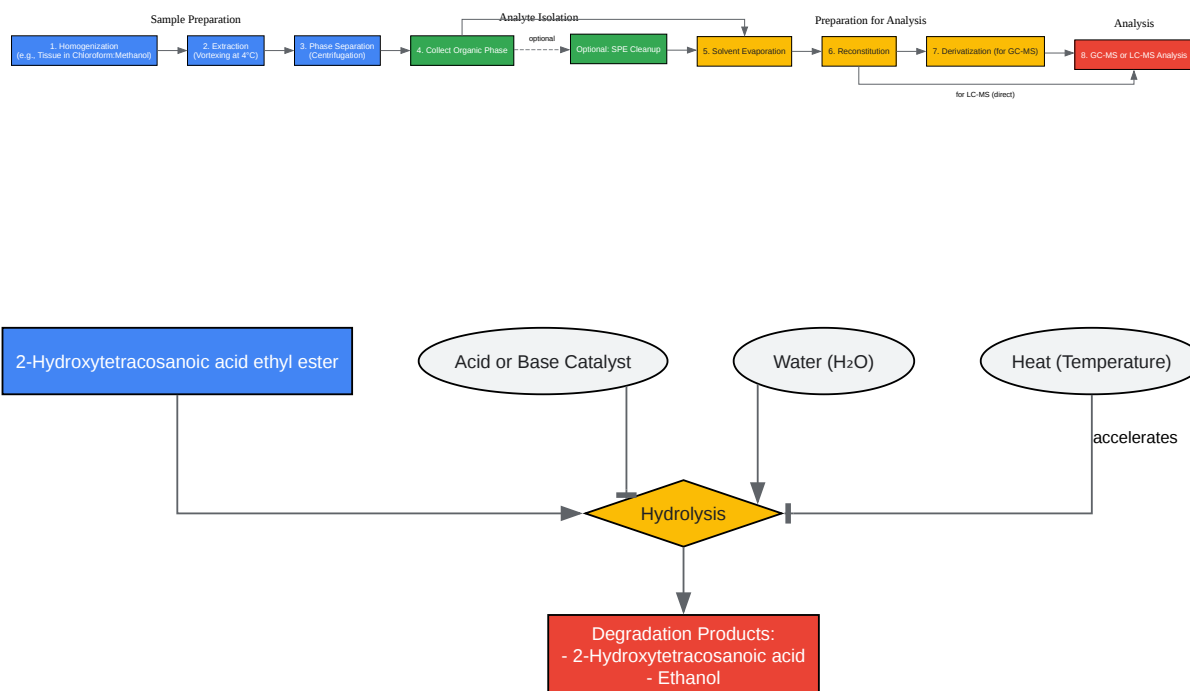 Sample Preparation
Analyte Isolation
Preparation for Analysis
Analysis
1. Homogenization
(e.g., Tissue in Chloroform:Methanol)
2. Extraction
(Vortexing at 4°C)
3. Phase Separation
(Centrifugation)
4. Collect Organic Phase
optional
Optional: SPE Cleanup
5. Solvent Evaporation
6. Reconstitution
7. Derivatization (for GC-MS)
8. GC-MS or LC-MS Analysis
for LC-MS (direct)
2-Hydroxytetracosanoic acid ethyl ester
Acid or Base Catalyst
Water (H₂O)
Heat (Temperature)
accelerates
Hydrolysis
Degradation Products:
- 2-Hydroxytetracosanoic acid
- Ethanol